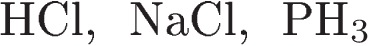 HCl, NaCl, PH₃